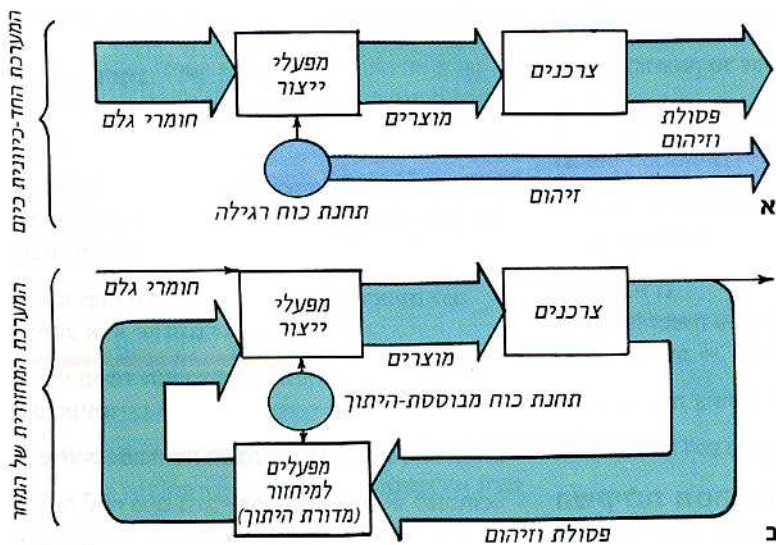 המערכת החד-כיוונית כיום
חומרי גלם
מפעלי
ייצור
מוצרים
צרכנים
פסולת
וזיהום
תחנת כוח רגילה
זיהום
א
המערכת המחזורית של המחר
חומרי גלם
מפעלי
ייצור
מוצרים
צרכנים
תחנת כוח מבוססת-היתוך
מפעלים
למיחזור
(מדורת היתוך)
פסולת וזיהום
ב